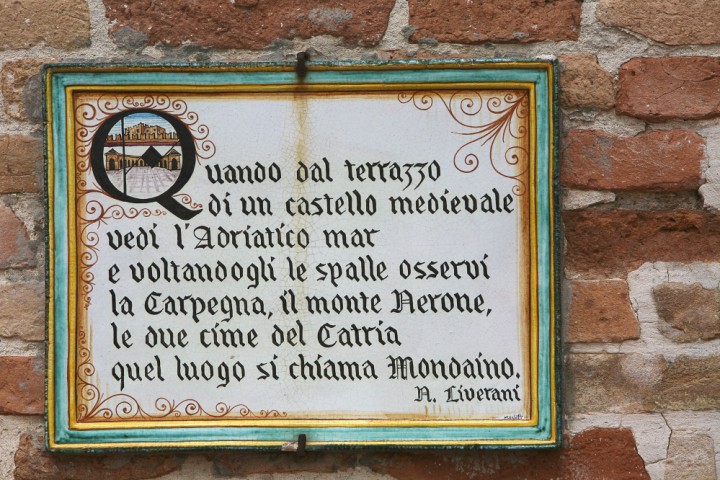 Quando dal terrazzo
di un castello medievale
vedi l'Adriatico mar
e voltandogli le spalle osservi
la Carpegna, il monte Nerone,
le due cime del Catria
quel luogo si chiama Mondaino.
N. Liverani